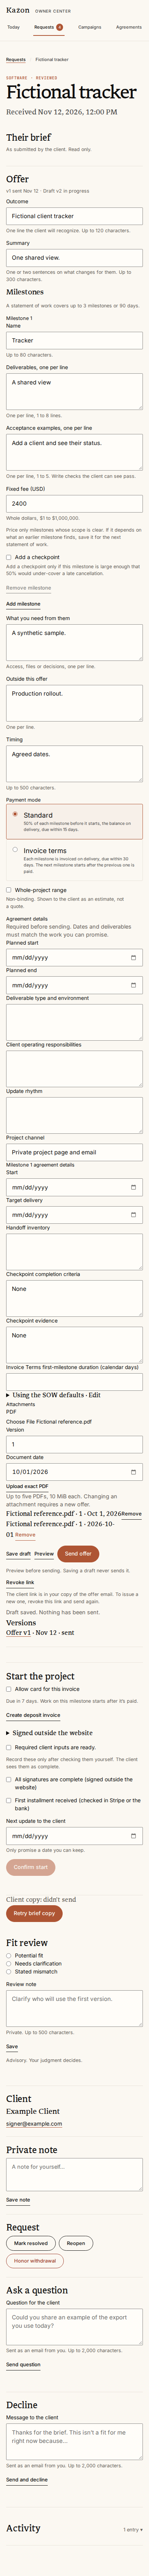 Kazon OWNER CENTER
Today Requests 4 Campaigns Agreements
Requests / Fictional tracker
SOFTWARE · REVIEWED
Fictional tracker
Received Nov 12, 2026, 12:00 PM
Their brief
As submitted by the client. Read only.
Offer
v1 sent Nov 12 · Draft v2 in progress
Outcome
Fictional client tracker
One line the client will recognize. Up to 120 characters.
Summary
One shared view.
One or two sentences on what changes for them. Up to
300 characters.
Milestones
A statement of work covers up to 3 milestones or 90 days.
Milestone 1
Name
Tracker
Up to 80 characters.
Deliverables, one per line
A shared view
One per line, 1 to 8 lines.
Acceptance examples, one per line
Add a client and see their status.
One per line, 1 to 5. Write checks the client can see pass.
Fixed fee (USD)
2400
Whole dollars, $1 to $1,000,000.
Price only milestones whose scope is clear. If it depends on
what an earlier milestone finds, save it for the next
statement of work.
Add a checkpoint
Add a checkpoint only if this milestone is large enough that
50% would under-cover a late cancellation.
Remove milestone
Add milestone
What you need from them
A synthetic sample.
Access, files or decisions, one per line.
Outside this offer
Production rollout.
One per line.
Timing
Agreed dates.
Up to 500 characters.
Payment mode
Standard
50% of each milestone before it starts, the balance on
delivery, due within 15 days.
Invoice terms
Each milestone is invoiced on delivery, due within 30
days. The next milestone starts after the previous one is
paid.
Whole-project range
Non-binding. Shown to the client as an estimate, not
a quote.
Agreement details
Required before sending. Dates and deliverables
must match the work you can promise.
Planned start
mm/dd/yyyy
Planned end
mm/dd/yyyy
Deliverable type and environment
Client operating responsibilities
Update rhythm
Project channel
Private project page and email
Milestone 1 agreement details
Start
mm/dd/yyyy
Target delivery
mm/dd/yyyy
Handoff inventory
Checkpoint completion criteria
None
Checkpoint evidence
None
Invoice Terms first-milestone duration (calendar days)
Using the SOW defaults · Edit
Attachments
PDF
Choose File Fictional reference.pdf
Version
1
Document date
10/01/2026
Upload exact PDF
Up to five PDFs, 10 MiB each. Changing an
attachment requires a new offer.
Fictional reference.pdf · 1 · Oct 1, 2026 Remove
Fictional reference.pdf · 1 · 2026-10-
01 Remove
Save draft Preview Send offer
Preview before sending. Saving a draft never sends it.
Revoke link
The client link is in your copy of the offer email. To issue a
new one, revoke this link and send again.
Draft saved. Nothing has been sent.
Versions
Offer v1 · Nov 12 · sent
Start the project
Allow card for this invoice
Due in 7 days. Work on this milestone starts after it's paid.
Create deposit invoice
Signed outside the website
Required client inputs are ready.
Record these only after checking them yourself. The client
sees them as complete.
All signatures are complete (signed outside the
website)
First installment received (checked in Stripe or the
bank)
Next update to the client
mm/dd/yyyy
Only promise a date you can keep.
Confirm start
Client copy: didn't send
Retry brief copy
Fit review
Potential fit
Needs clarification
Stated mismatch
Review note
Clarify who will use the first version.
Private. Up to 500 characters.
Save
Advisory. Your judgment decides.
Client
Example Client
signer@example.com
Private note
A note for yourself...
Save note
Request
Mark resolved Reopen
Honor withdrawal
Ask a question
Question for the client
Could you share an example of the export
you use today?
Sent as an email from you. Up to 2,000 characters.
Send question
Decline
Message to the client
Thanks for the brief. This isn't a fit for me
right now because...
Sent as an email from you. Up to 2,000 characters.
Send and decline
Activity 1 entry